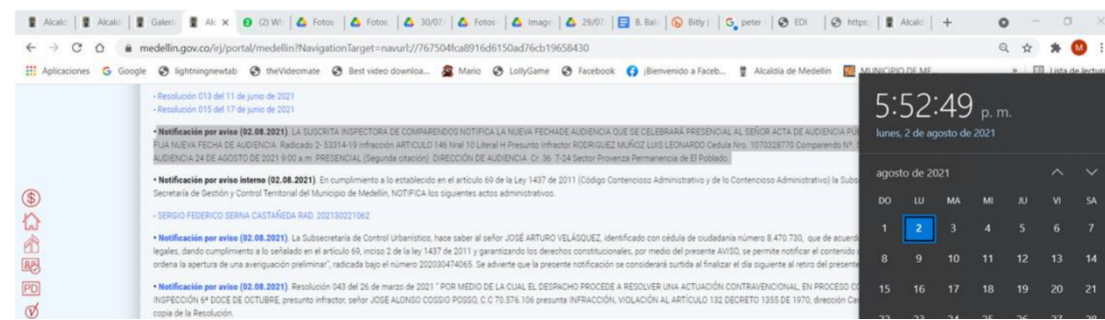 Alcald Alcald Galerí Alc (2) Wh Fotos Fotos 30/07/ Fotos Image 29/07/ B. Bal Bitly | peter EDI https Alcald
medellin.gov.co/irj/portal/medellin?NavigationTarget=navurl://767504fca8916d6150ad76cb19658430
Aplicaciones Google lightningnewtab theVideomate Best video downloa... Mario LollyGame Facebook ¡Bienvenido a Faceb... Alcaldía de Medellín MUNICIPIO DE ME Lista de lectura
- Resolución 013 del 11 de junio de 2021
- Resolución 015 del 17 de junio de 2021
• Notificación por aviso (02.08.2021). LA SUSCRITA INSPECTORA DE COMPARENDOS NOTIFICA LA NUEVA FECHADE AUDIENCIA QUE SE CELEBRARÁ PRESENCIAL AL SEÑOR ACTA DE AUDIENCIA PÚ
FIJA NUEVA FECHA DE AUDIENCIA. Radicado 2- 53314-19 Infracción ARTICULO 146 Nral 10 Literal H Presunto Infractor RODRIGUEZ MUÑOZ LUIS LEONARDO Cedula Nro. 1070328770 Comparendo Nº.
AUDIENCIA 24 DE AGOSTO DE 2021 9:00 a.m. PRESENCIAL (Segunda citación). DIRECCIÓN DE AUDIENCIA: Cr. 36 7-24 Sector Provenza Permanencia de El Poblado.
• Notificación por aviso interno (02.08.2021). En cumplimiento a lo establecido en el artículo 69 de la Ley 1437 de 2011 (Código Contencioso Administrativo y de lo Contencioso Administrativo) la Subs
Secretaría de Gestión y Control Territorial del Municipio de Medellín, NOTIFICA los siguientes actos administrativos.
- SERGIO FEDERICO SERNA CASTAÑEDA RAD. 202130221062
• Notificación por aviso (02.08.2021). La Subsecretaría de Control Urbanístico, hace saber al señor JOSÉ ARTURO VELÁSQUEZ, identificado con cédula de ciudadanía número 8.470.730, que de acuerd
legales, dando cumplimiento a lo señalado en el artículo 69, inciso 2 de la ley 1437 de 2011 y garantizando los derechos constitucionales, por medio del presente AVISO, se permite notificar el contenido
ordena la apertura de una averiguación preliminar", radicada bajo el número 202030474065. Se advierte que la presente notificación se considerará surtida al finalizar el día siguiente al retiro del presente
• Notificación por aviso (02.08.2021). Resolución 043 del 26 de marzo de 2021 " POR MEDIO DE LA CUAL EL DESPACHO PROCEDE A RESOLVER UNA ACTUACIÓN CONTRAVENCIONAL, EN PROCESO CO
INSPECCIÓN 6ª DOCE DE OCTUBRE, presunto infractor, señor JOSE ALONSO COSSIO POSSO, C.C 70.576.106 presunta INFRACCIÓN, VIOLACIÓN AL ARTÍCULO 132 DECRETO 1355 DE 1970, dirección Ca
copia de la Resolución.
PD
5:52:49 p. m.
lunes, 2 de agosto de 2021
agosto de 2021
DO LU MA MI JU VI SA
1 2 3 4 5 6 7
8 9 10 11 12 13 14
15 16 17 18 19 20 21
22 23 24 25 26 27 28